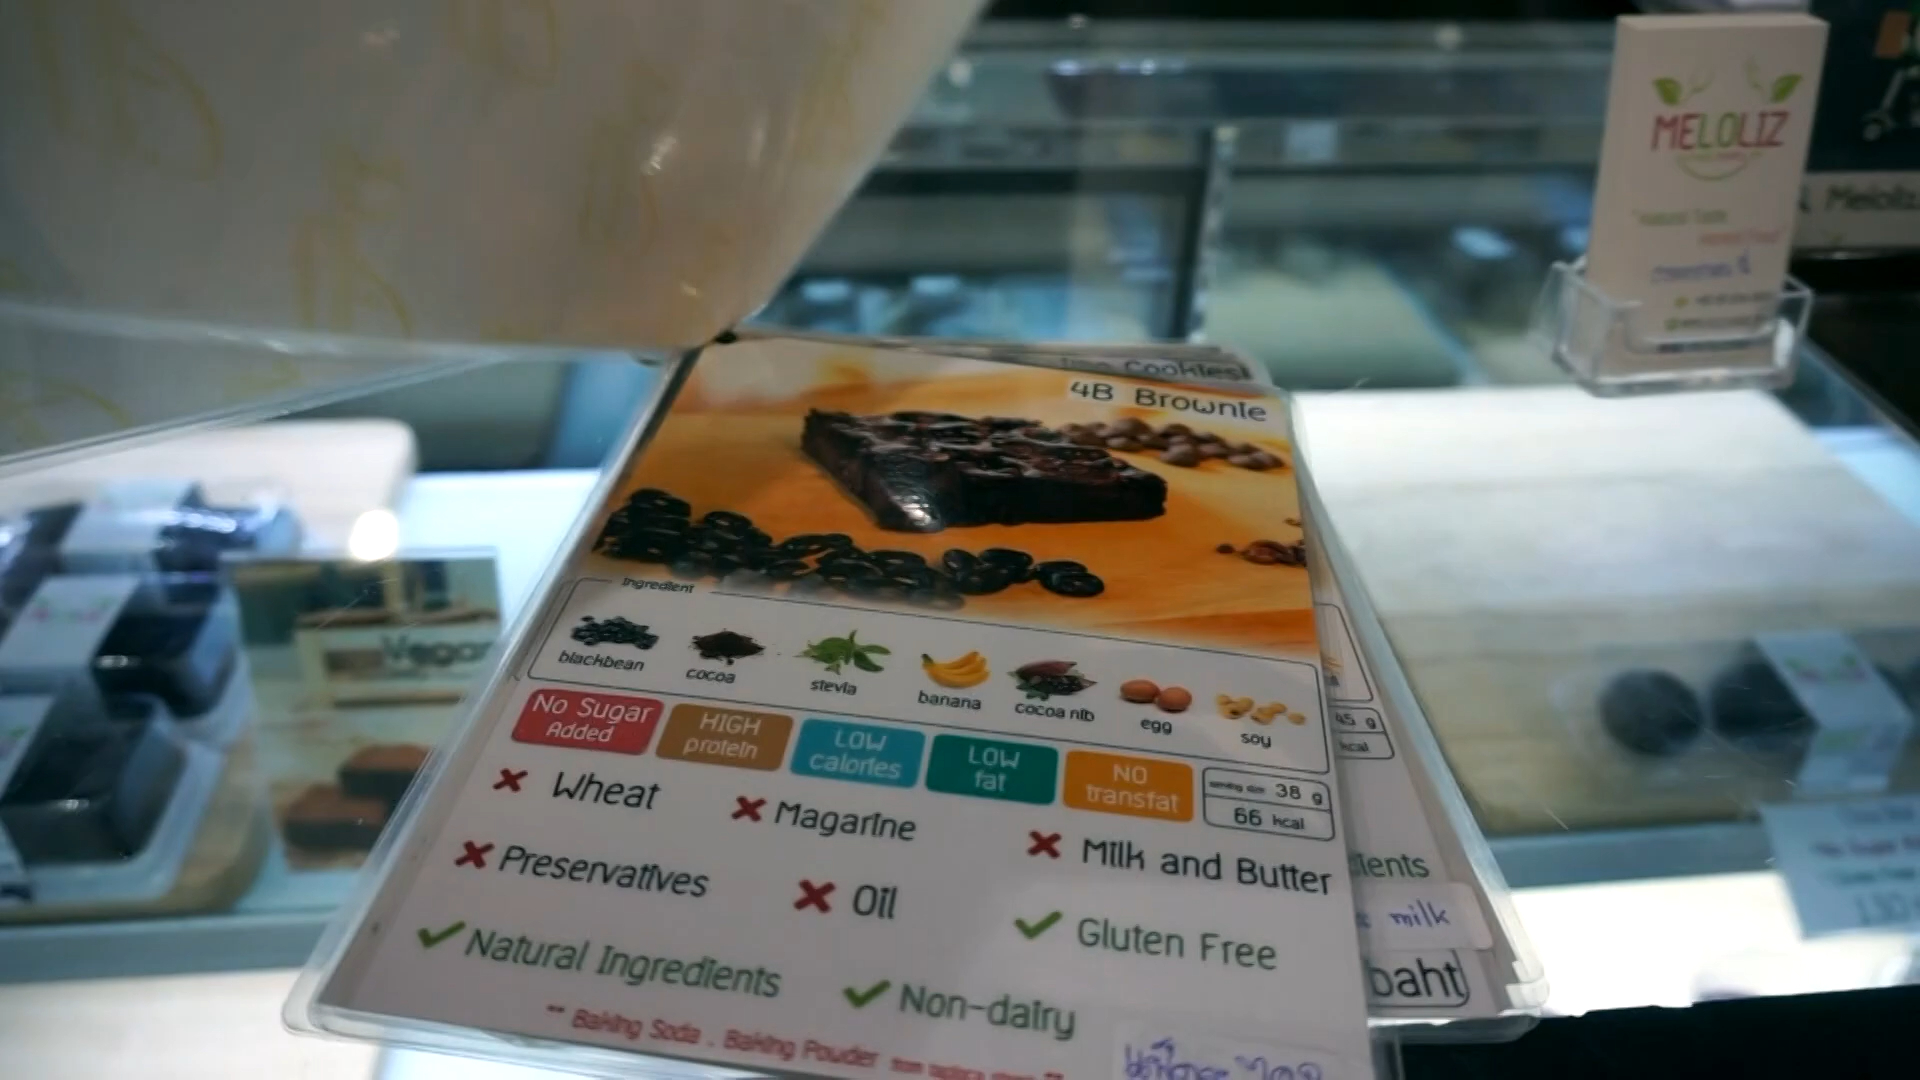 MELOLIZ
Meloliz
Cookies
4B Brownie
Ingredient
blackbean
cocoa
stevia
banana
cocoa nib
egg
soy
No Sugar
Added
HIGH
protein
LOW
calories
LOW
fat
NO
transfat
38 g
66 kcal
45 g
kcal
Vegan
Wheat
Magarine
Milk and Butter
Preservatives
Oil
Gluten Free
Natural Ingredients
Non-dairy
** Baking Soda . Baking Powder
milk
baht